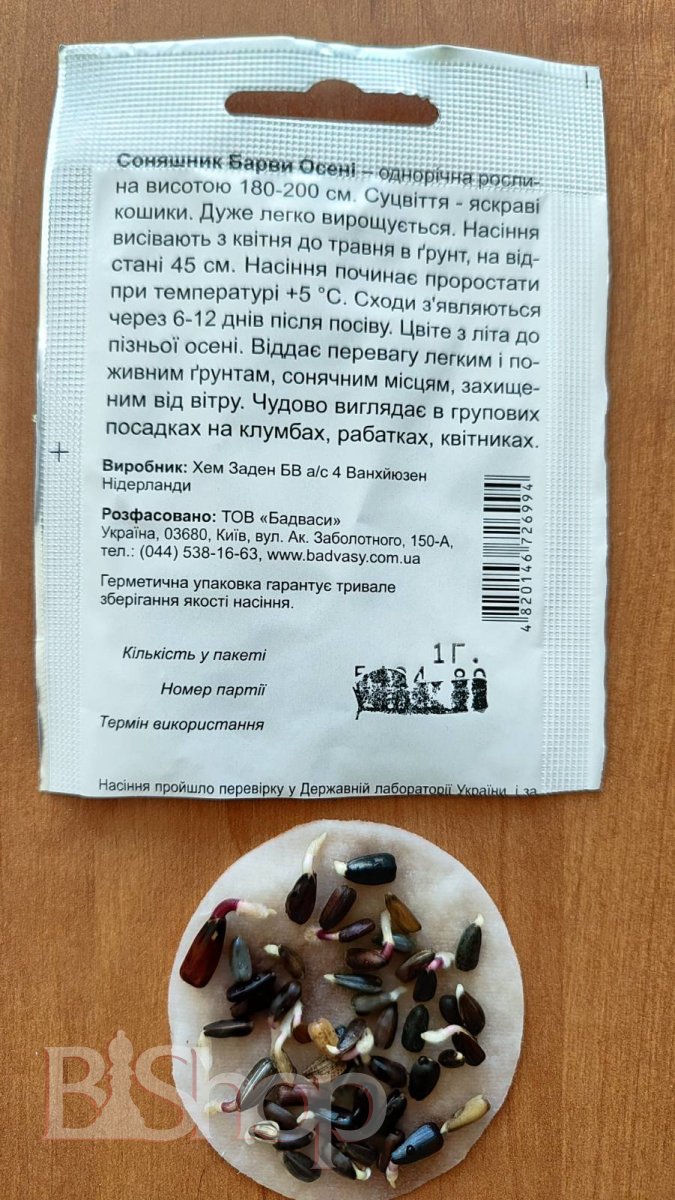 Соняшник Барви Осені – однорічна росли-
на висотою 180-200 см. Суцвіття - яскраві
кошики. Дуже легко вирощується. Насіння
висівають з квітня до травня в ґрунт, на від-
стані 45 см. Насіння починає проростати
при температурі +5 °С. Сходи з'являються
через 6-12 днів після посіву. Цвіте з літа до
пізньої осені. Віддає перевагу легким і по-
живним ґрунтам, сонячним місцям, захище-
ним від вітру. Чудово виглядає в групових
посадках на клумбах, рабатках, квітниках.
Виробник: Хем Заден БВ а/с 4 Ванхйюзен
Нідерланди
Розфасовано: ТОВ «Бадваси»
Україна, 03680, Київ, вул. Ак. Заболотного, 150-А,
тел.: (044) 538-16-63, www.badvasy.com.ua
Герметична упаковка гарантує тривале
зберігання якості насіння.
4820146726994
Кількість у пакеті 1Г.
Номер партії
Термін використання
Насіння пройшло перевірку у Державній лабораторії України і за
BiShop